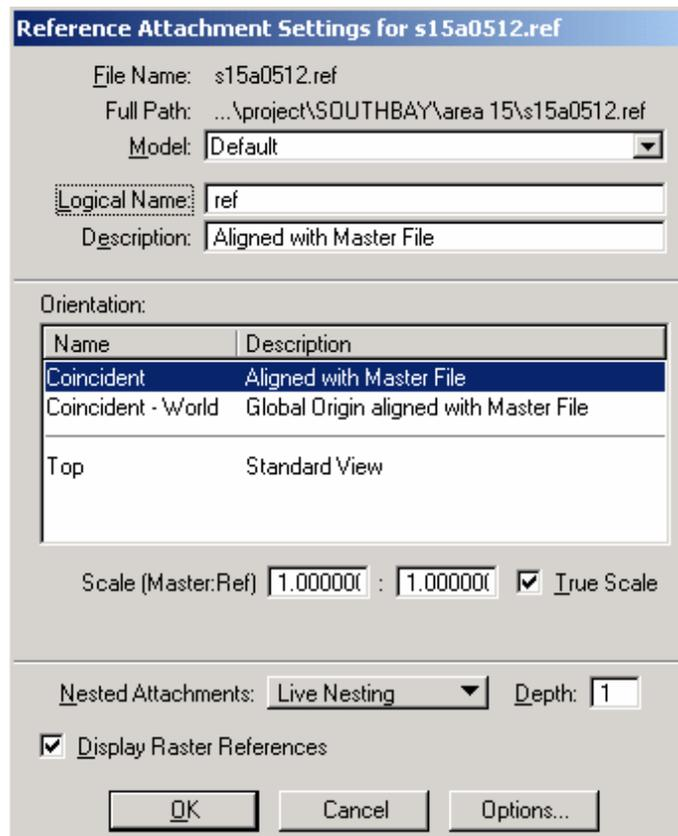 Reference Attachment Settings for s15a0512.ref
File Name: s15a0512.ref
Full Path: ...\project\SOUTHBAY\area 15\s15a0512.ref
Model: Default
Logical Name: ref
Description: Aligned with Master File
Orientation:
Name Description
Coincident Aligned with Master File
Coincident - World Global Origin aligned with Master File
Top Standard View
Scale (Master:Ref) 1.000000 : 1.000000 True Scale
Nested Attachments: Live Nesting Depth: 1
Display Raster References
OK Cancel Options...